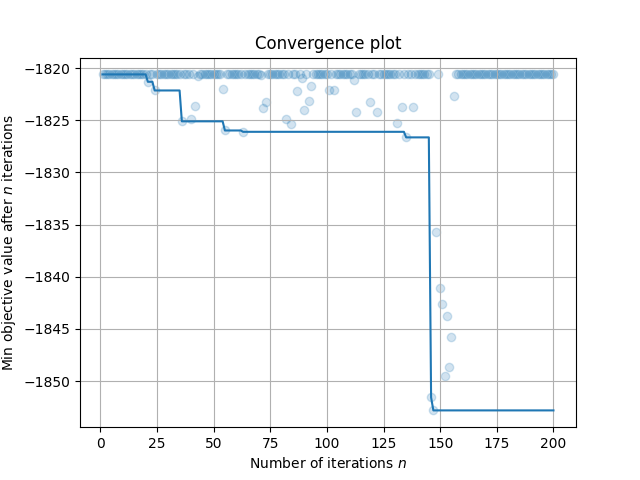 Convergence plot
Min objective value after n iterations
−1820
−1825
−1830
−1835
−1840
−1845
−1850
0 25 50 75 100 125 150 175 200
Number of iterations n